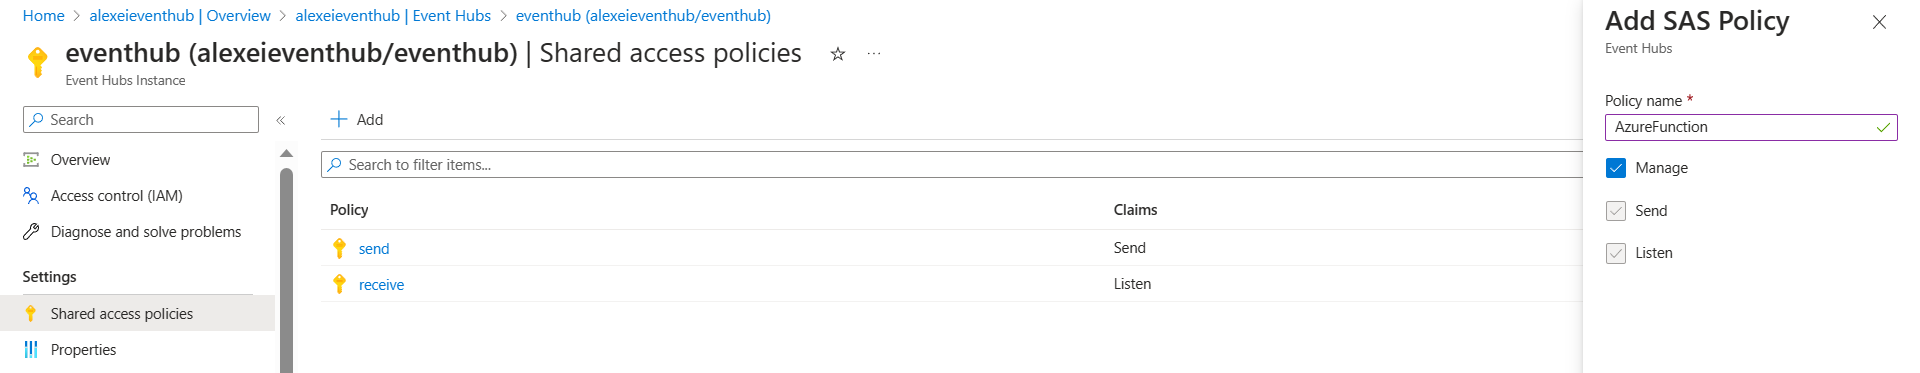 Home > alexeieventhub | Overview > alexeieventhub | Event Hubs > eventhub (alexeieventhub/eventhub)
eventhub (alexeieventhub/eventhub) | Shared access policies
Event Hubs Instance
Search
Overview
Access control (IAM)
Diagnose and solve problems
Settings
Shared access policies
Properties
Add
Search to filter items...
Policy Claims
send Send
receive Listen
Add SAS Policy
Event Hubs
Policy name *
AzureFunction
Manage
Send
Listen